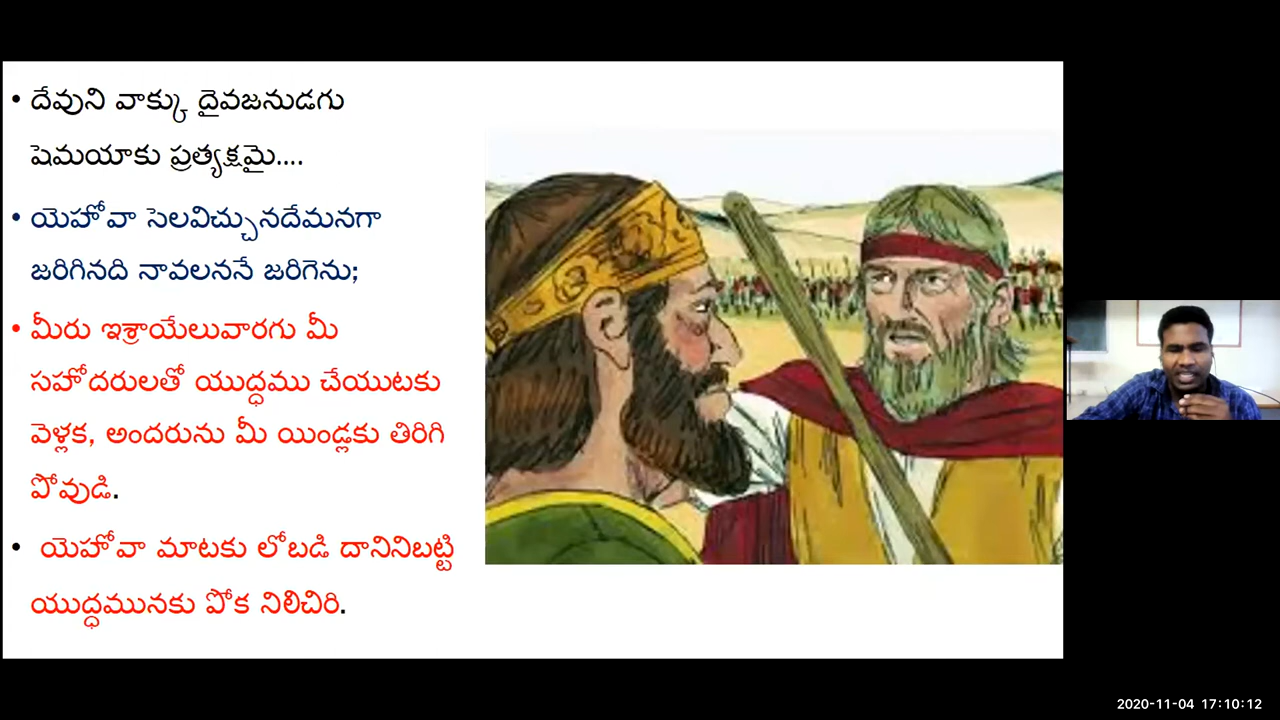 • దేవుని వాక్కు దైవజనుడగు
షెమయాకు ప్రత్యక్షమై....
• యెహోవా సెలవిచ్చునదేమనగా
జరిగినది నావలననే జరిగెను;
• మీరు ఇశ్రాయేలువారగు మీ
సహోదరులతో యుద్ధము చేయుటకు
వెళ్లక, అందరును మీ యిండ్లకు తిరిగి
పోవుడి.
• యెహోవా మాటకు లోబడి దానినిబట్టి
యుద్ధమునకు పోక నిలిచిరి.
2020-11-04 17:10:12